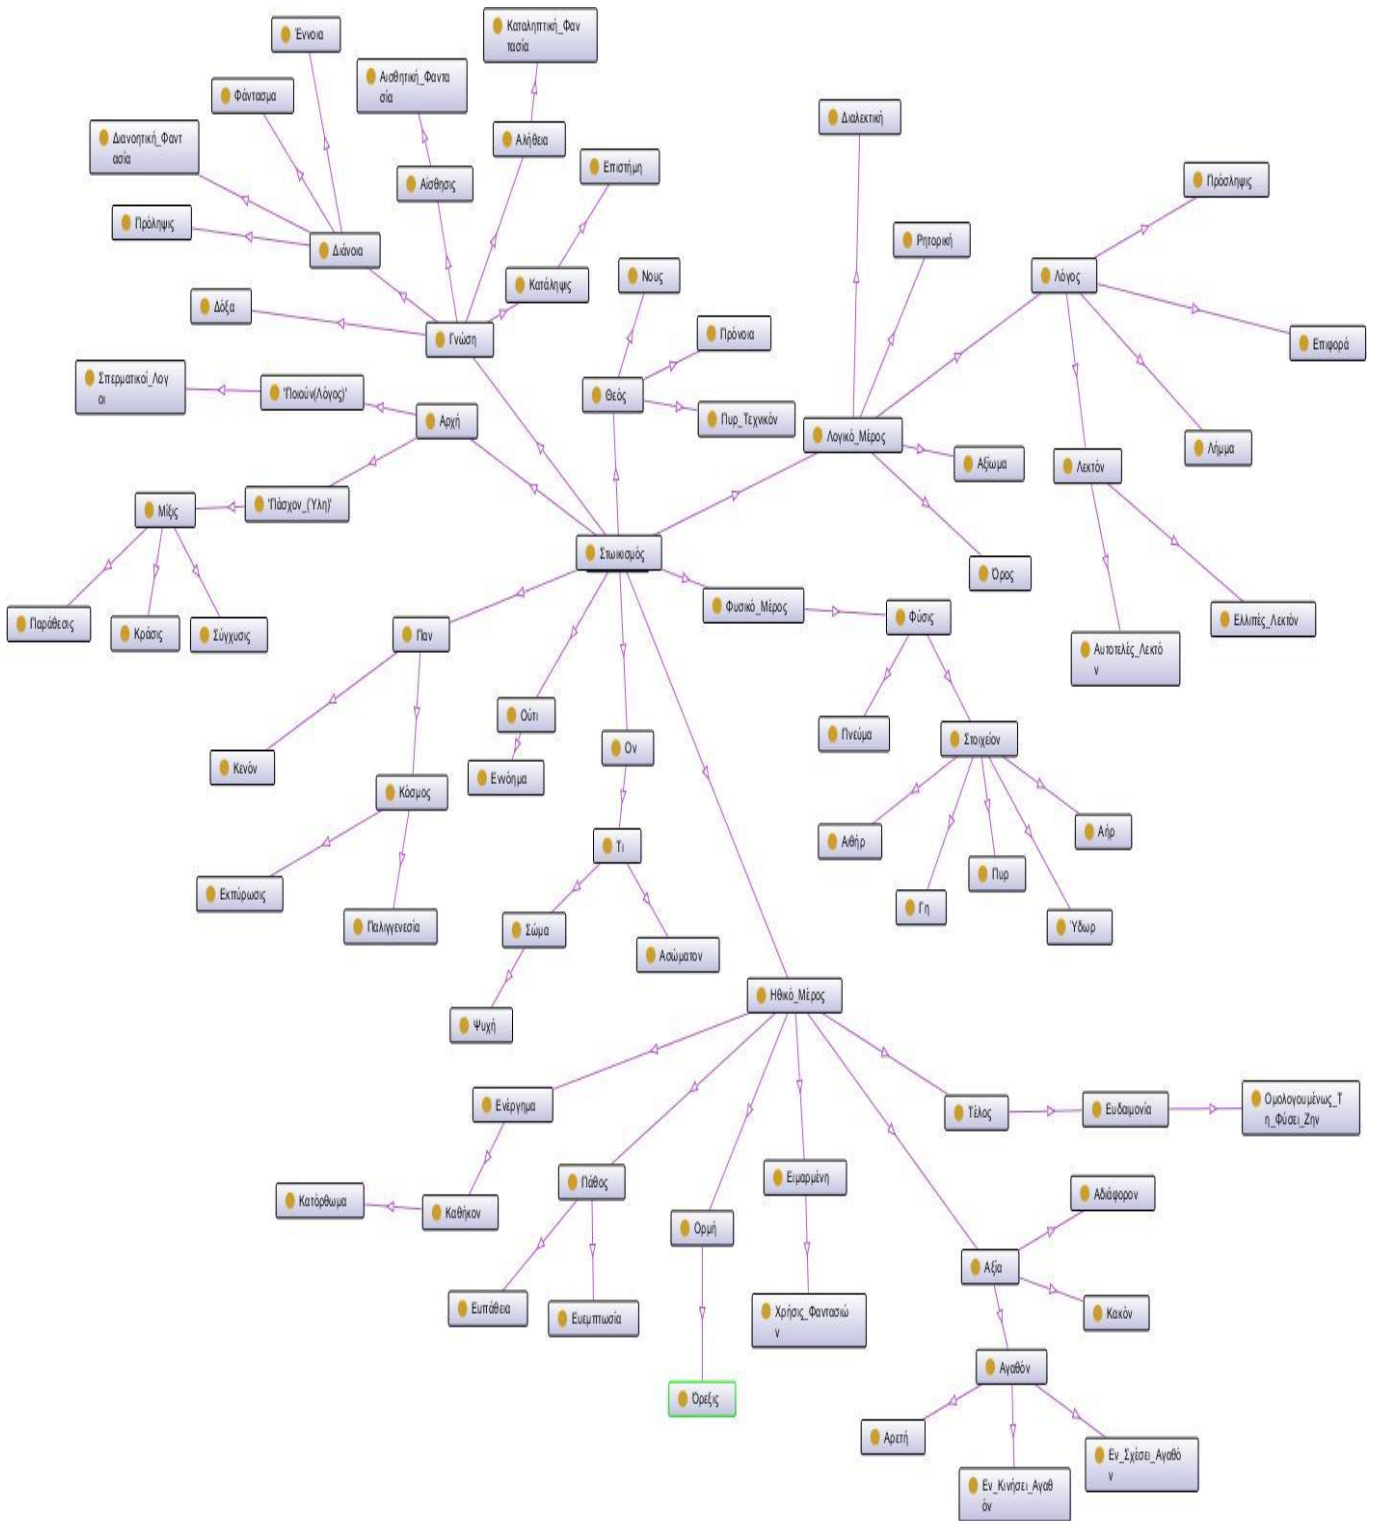 Έννοια
Καταληπτική_Φαν
τασία
Αισθητική_Φαντα
σία
Φάντασμα
Διανοητική_Φαντ
ασία
Αλήθεια
Διαλεκτική
Επιστήμη
Αίσθησις
Πρόσληψις
Πρόληψις
Διάνοια
Ρητορική
Κατάληψις
Νους
Λόγος
Δόξα
Γνώση
Πρόνοια
Επιφορά
Σπερματικοί_Λογ
οι
'Ποιούν(Λόγος)'
Θεός
Αρχή
Πυρ_Τεχνικόν
Λογικό_Μέρος
Λήμμα
Αξίωμα
Λεκτόν
Μίξις
'Πάσχον_(Ύλη)'
Στωικισμός
Όρος
Παράθεσις
Κράσις
Σύγχυσις
Παν
Φυσικό_Μέρος
Φύσις
Ελλιπές_Λεκτόν
Αυτοτελές_Λεκτό
ν
Ούτι
Πνεύμα
Στοιχείον
Ον
Κενόν
Εννόημα
Κόσμος
Τι
Αιθήρ
Αήρ
Πυρ
Εκπύρωσις
Γη
Παλιγγενεσία
Σώμα
Ύδωρ
Ασώματον
Ηθικό_Μέρος
Ψυχή
Ενέργημα
Τέλος
Ευδαιμονία
Ομολογουμένως_Τ
η_Φύσει_Ζην
Πάθος
Ειμαρμένη
Αδιάφορον
Κατόρθωμα
Καθήκον
Ορμή
Αξία
Ευπάθεια
Ευεμπτωσία
Χρήσις_Φαντασιώ
ν
Κακόν
Αγαθόν
Όρεξις
Αρετή
Εν_Σχέσει_Αγαθό
ν
Εν_Κινήσει_Αγαθ
όν